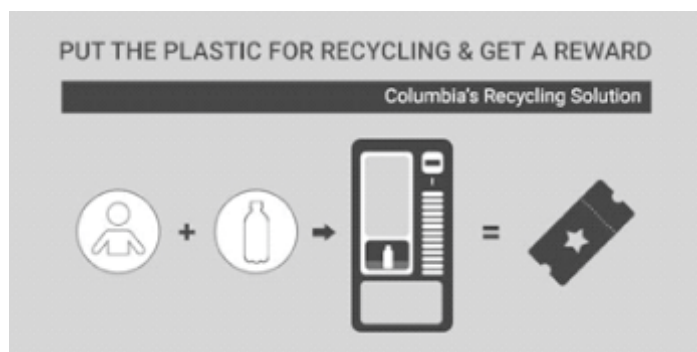 PUT THE PLASTIC FOR RECYCLING & GET A REWARD
Columbia's Recycling Solution